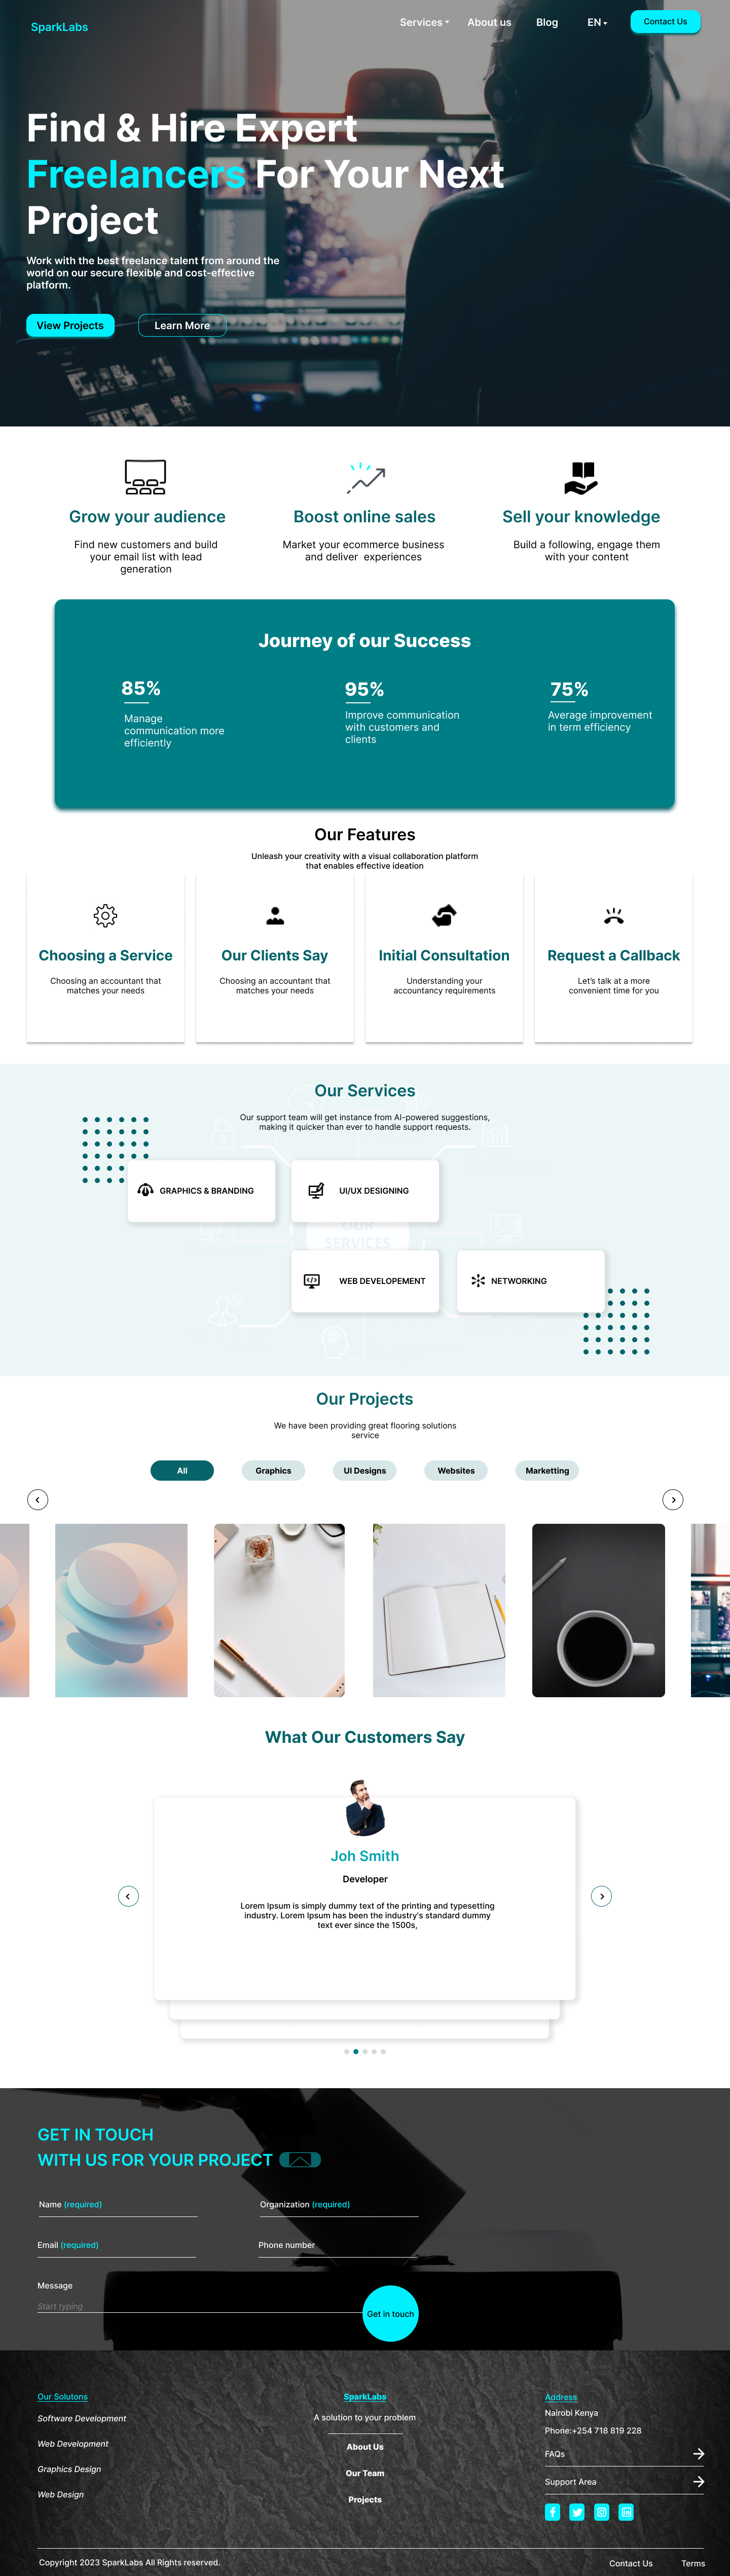 SparkLabs
Services
About us
Blog
EN
Contact Us
Find & Hire Expert
Freelancers For Your Next
Project
Work with the best freelance talent from around the
world on our secure flexible and cost-effective
platform.
View Projects
Learn More
Grow your audience
Find new customers and build
your email list with lead
generation
Boost online sales
Market your ecommerce business
and deliver experiences
Sell your knowledge
Build a following, engage them
with your content
Journey of our Success
85%
Manage
communication more
efficiently
95%
Improve communication
with customers and
clients
75%
Average improvement
in term efficiency
Our Features
Unleash your creativity with a visual collaboration platform
that enables effective ideation
Choosing a Service
Choosing an accountant that
matches your needs
Our Clients Say
Choosing an accountant that
matches your needs
Initial Consultation
Understanding your
accountancy requirements
Request a Callback
Let's talk at a more
convenient time for you
Our Services
Our support team will get instance from AI-powered suggestions,
making it quicker than ever to handle support requests.
GRAPHICS & BRANDING
UI/UX DESIGNING
OUR
SERVICES
WEB DEVELOPEMENT
NETWORKING
Our Projects
We have been providing great flooring solutions
service
All
Graphics
UI Designs
Websites
Marketting
What Our Customers Say
Joh Smith
Developer
Lorem Ipsum is simply dummy text of the printing and typesetting
industry. Lorem Ipsum has been the industry's standard dummy
text ever since the 1500s,
GET IN TOUCH
WITH US FOR YOUR PROJECT
Name (required)
Organization (required)
Email (required)
Phone number
Message
Start typing
Get in touch
Our Solutons
Software Development
Web Development
Graphics Design
Web Design
SparkLabs
A solution to your problem
About Us
Our Team
Projects
Address
Nairobi Kenya
Phone:+254 718 819 228
FAQs
Support Area
Copyright 2023 SparkLabs All Rights reserved.
Contact Us
Terms